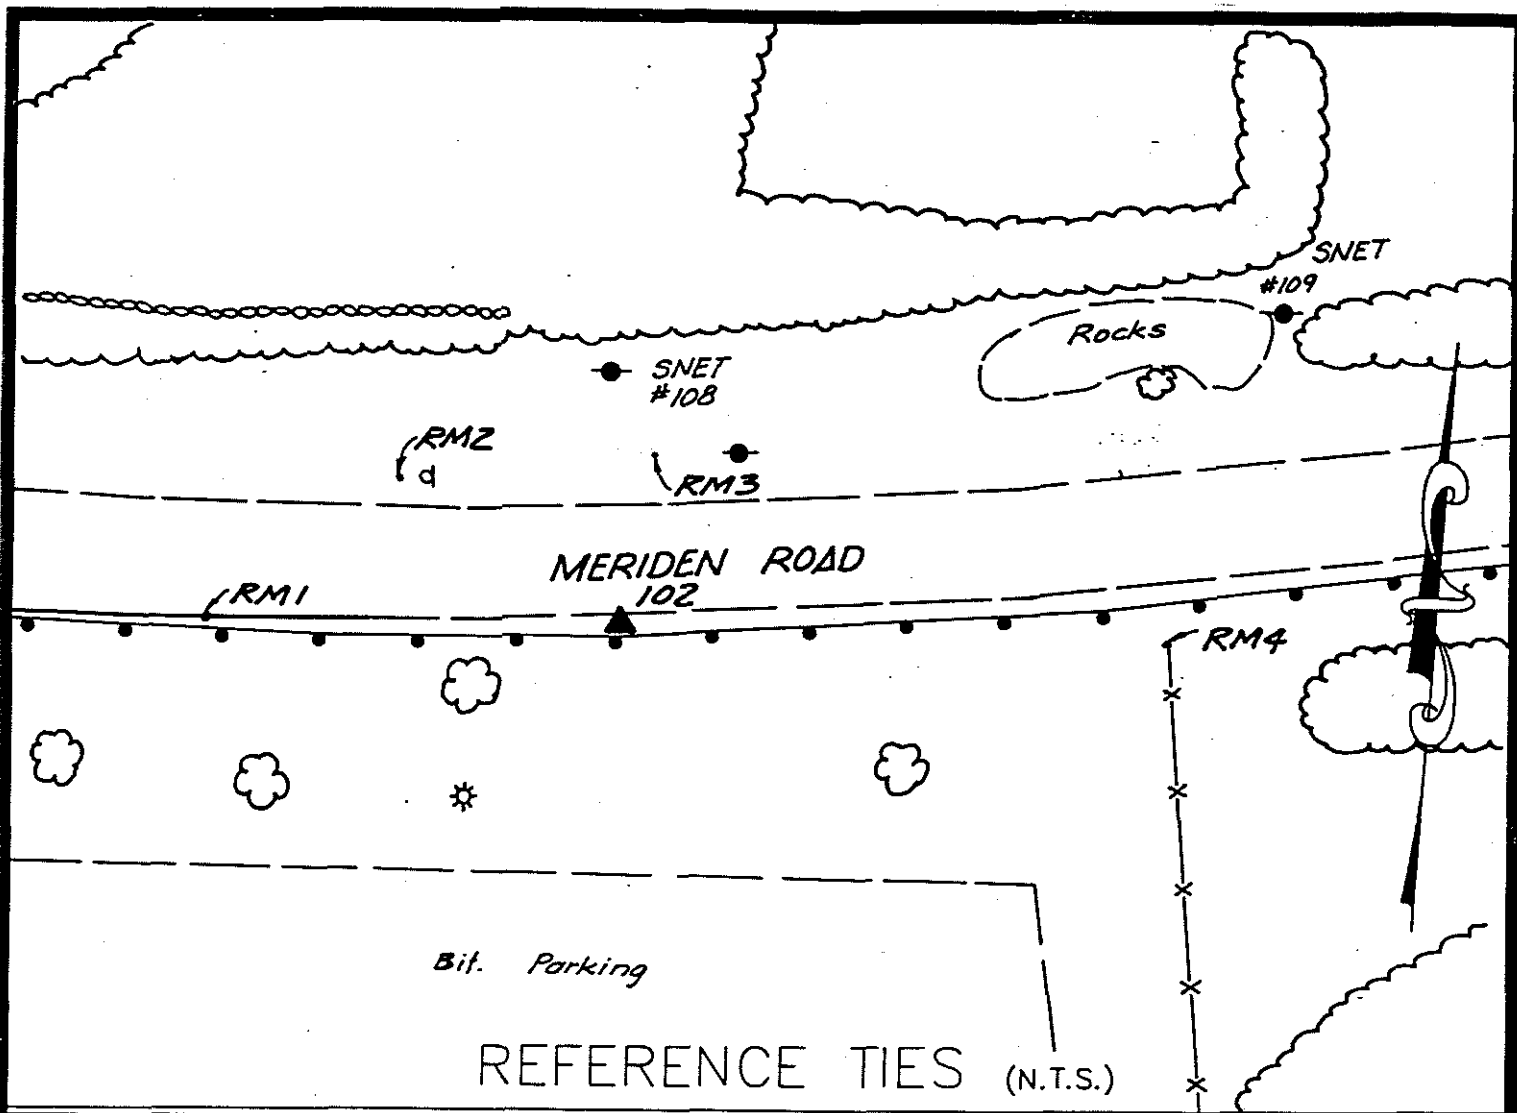 SNET
#109
Rocks
SNET
#108
RM2
d
RM3
MERIDEN ROAD
102
RM1
RM4
Bit. Parking
REFERENCE TIES (N.T.S.)